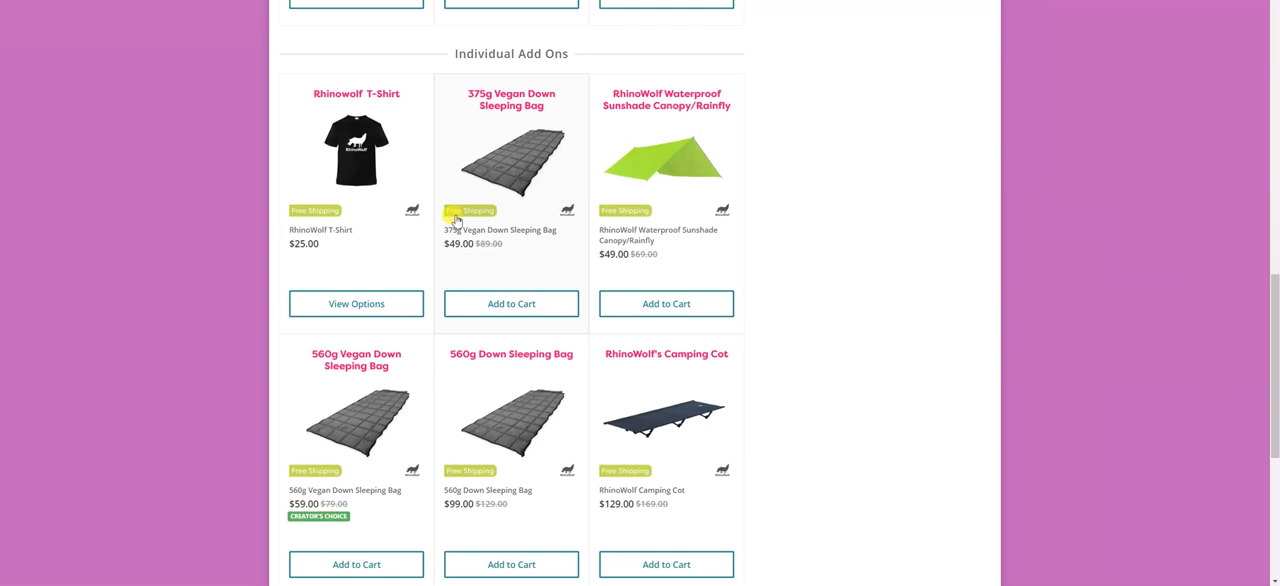 Individual Add Ons
Rhinowolf T-Shirt
RhinoWolf
Free Shipping
RhinoWolf T-Shirt
$25.00
View Options
375g Vegan Down
Sleeping Bag
Free Shipping
375g Vegan Down Sleeping Bag
$49.00 $89.00
Add to Cart
RhinoWolf Waterproof
Sunshade Canopy/Rainfly
Free Shipping
RhinoWolf Waterproof Sunshade
Canopy/Rainfly
$49.00 $69.00
Add to Cart
560g Vegan Down
Sleeping Bag
Free Shipping
560g Vegan Down Sleeping Bag
$59.00 $79.00
CREATOR'S CHOICE
Add to Cart
560g Down Sleeping Bag
Free Shipping
560g Down Sleeping Bag
$99.00 $129.00
Add to Cart
RhinoWolf's Camping Cot
Free Shipping
RhinoWolf Camping Cot
$129.00 $169.00
Add to Cart